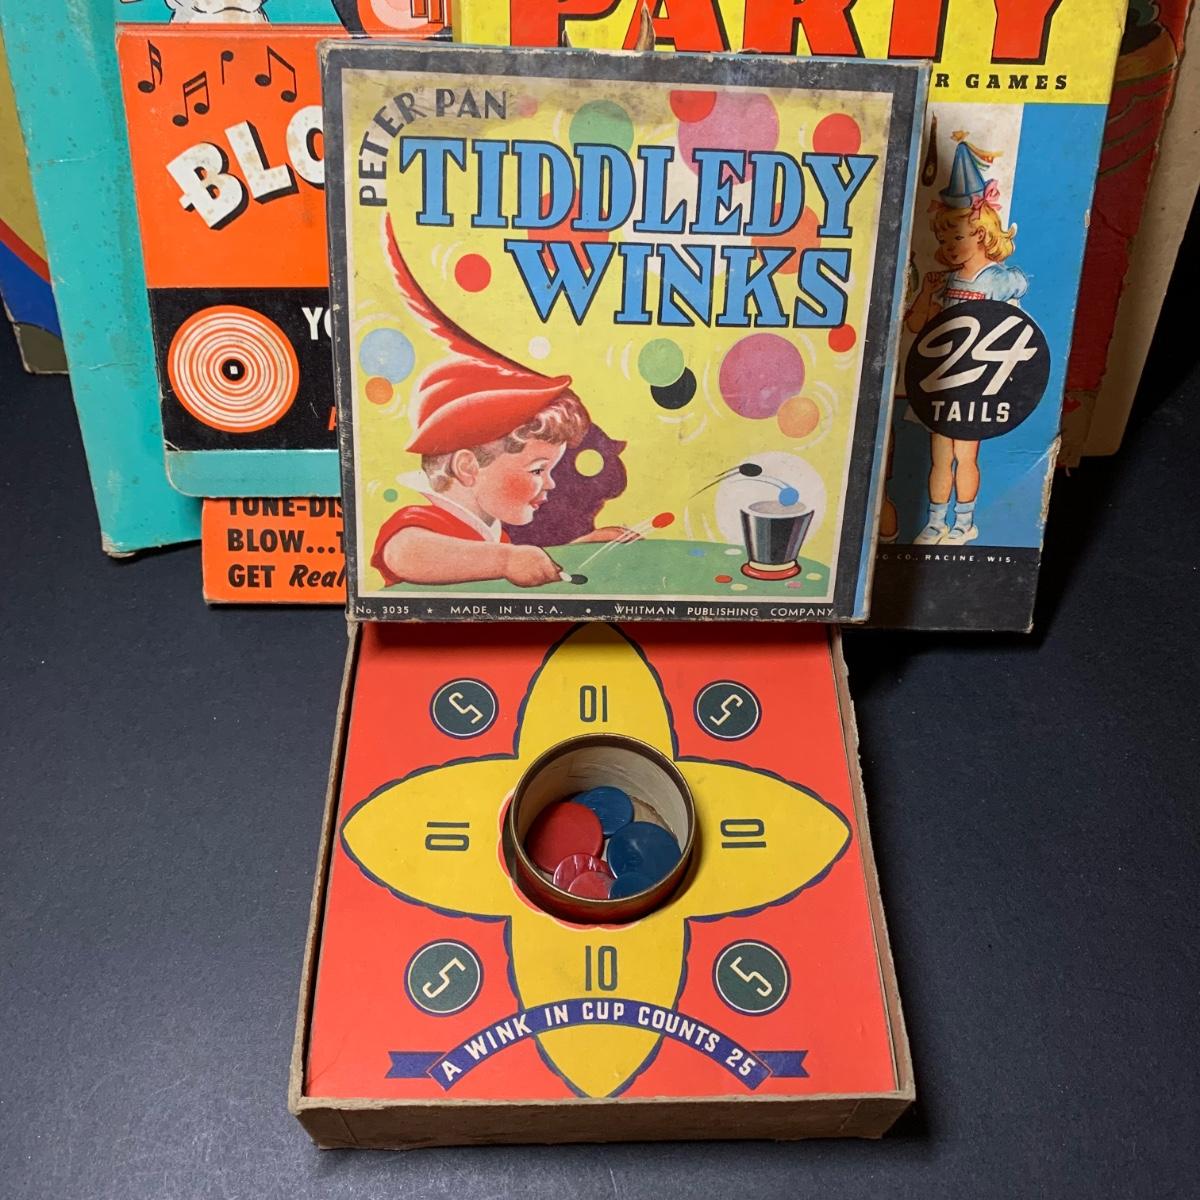 PARTY
R GAMES
BLO
YO
TUNE-DIS
BLOW...T
GET Real
PETER PAN
TIDDLEDY
WINKS
No. 3035 ★ MADE IN U.S.A. • WHITMAN PUBLISHING COMPANY
24
TAILS
G CO., RACINE, WIS.
10
5
5
10
10
5
5
10
A WINK IN CUP COUNTS 25